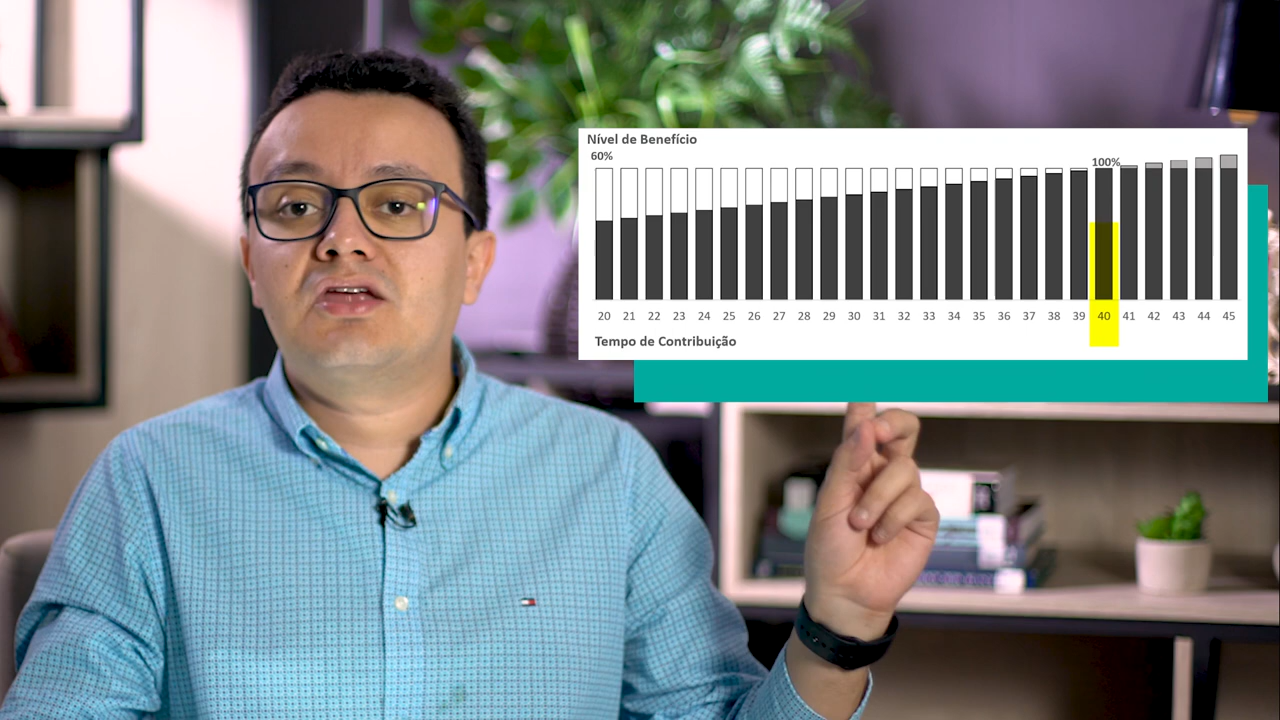 Nível de Benefício
60%
100%
20 21 22 23 24 25 26 27 28 29 30 31 32 33 34 35 36 37 38 39 40 41 42 43 44 45
Tempo de Contribuição